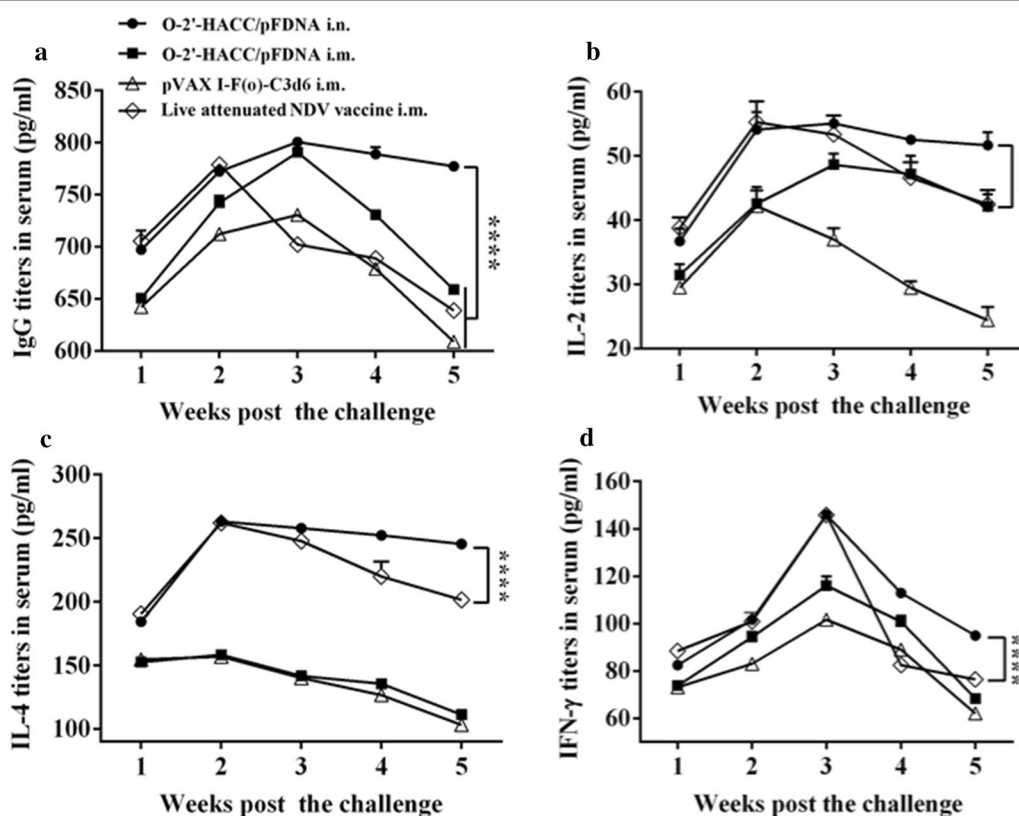 O-2'-HACC/pFDNA i.n.
O-2'-HACC/pFDNA i.m.
pVAX I-F(o)-C3d6 i.m.
Live attenuated NDV vaccine i.m.
a
IgG titers in serum (pg/ml)
850
800
750
700
650
600
1 2 3 4 5
Weeks post the challenge
****
b
IL-2 titers in serum (pg/ml)
60
50
40
30
20
1 2 3 4 5
Weeks post the challenge
c
IL-4 titers in serum (pg/ml)
300
250
200
150
100
1 2 3 4 5
Weeks post the challenge
****
d
IFN-γ titers in serum (pg/ml)
160
140
120
100
80
60
1 2 3 4 5
Weeks post the challenge
****